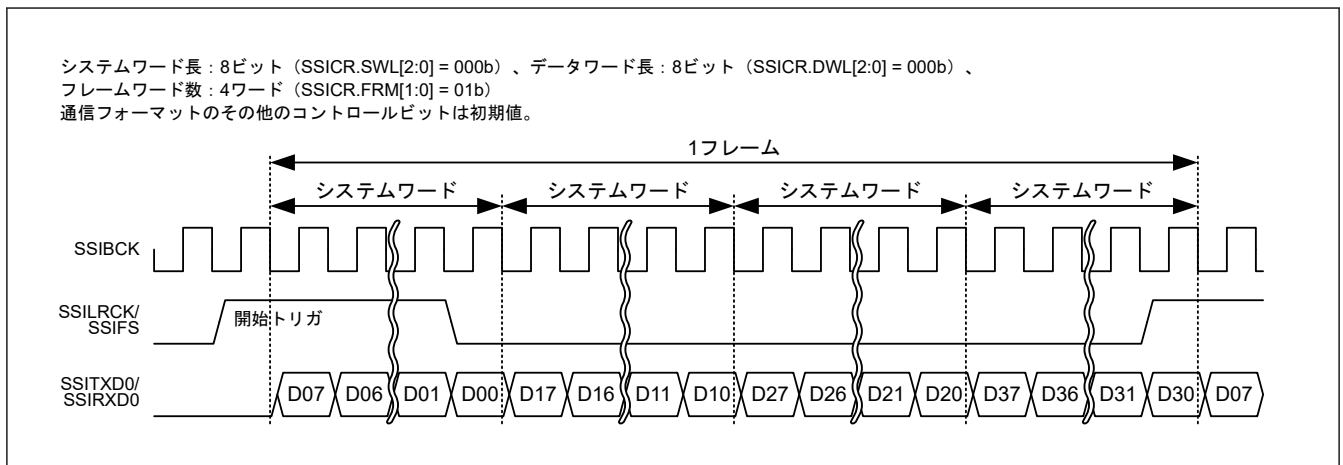 システムワード長：8ビット（SSICR.SWL[2:0] = 000b）、データワード長：8ビット（SSICR.DWL[2:0] = 000b）、
フレームワード数：4ワード（SSICR.FRM[1:0] = 01b）
通信フォーマットのその他のコントロールビットは初期値。
1フレーム
システムワード システムワード システムワード システムワード
SSIBCK
SSILRCK/
SSIFS
開始トリガ
SSITXD0/
SSIRXD0
D07 D06 D01 D00 D17 D16 D11 D10 D27 D26 D21 D20 D37 D36 D31 D30 D07